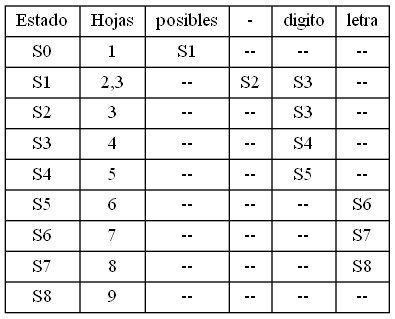 Estado Hojas posibles - digito letra
S0 1 S1 -- -- --
S1 2,3 -- S2 S3 --
S2 3 -- -- S3 --
S3 4 -- -- S4 --
S4 5 -- -- S5 --
S5 6 -- -- -- S6
S6 7 -- -- -- S7
S7 8 -- -- -- S8
S8 9 -- -- -- --